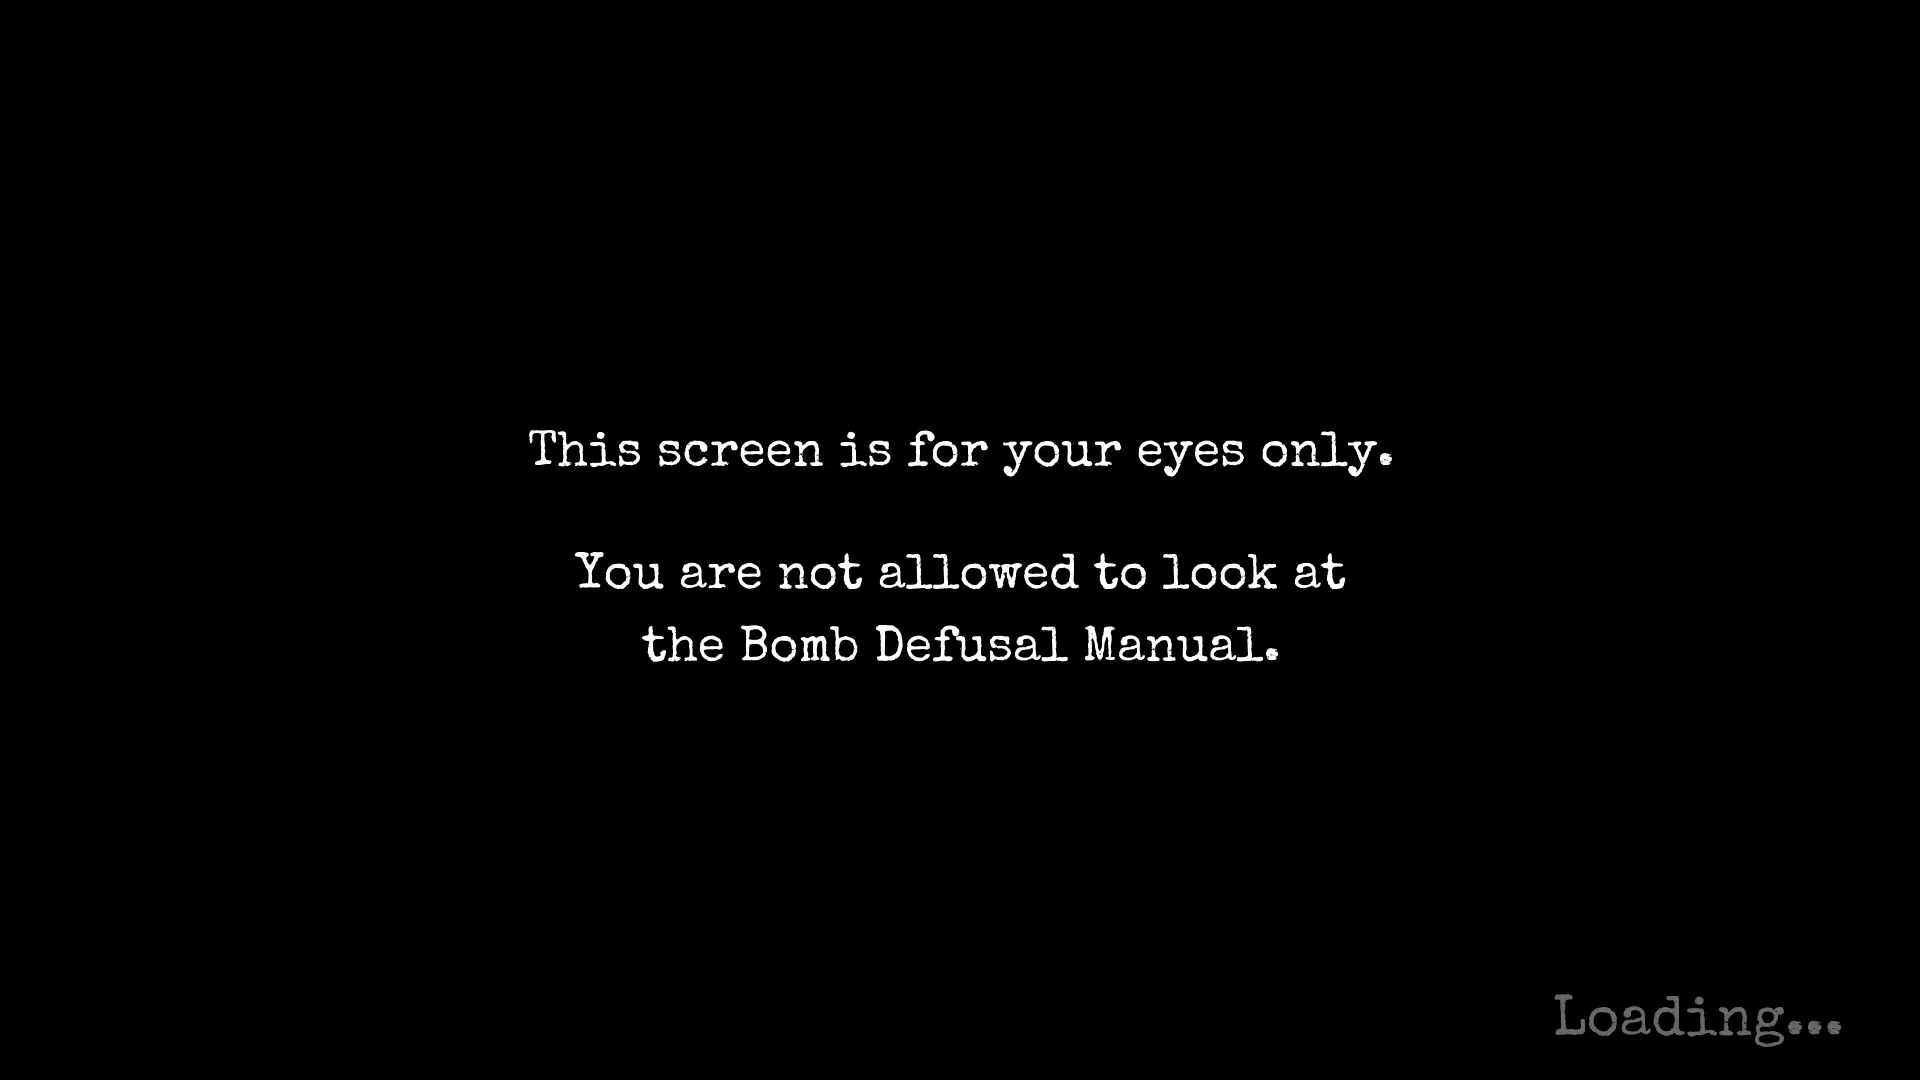 This screen is for your eyes only.
You are not allowed to look at
the Bomb Defusal Manual.
Loading...